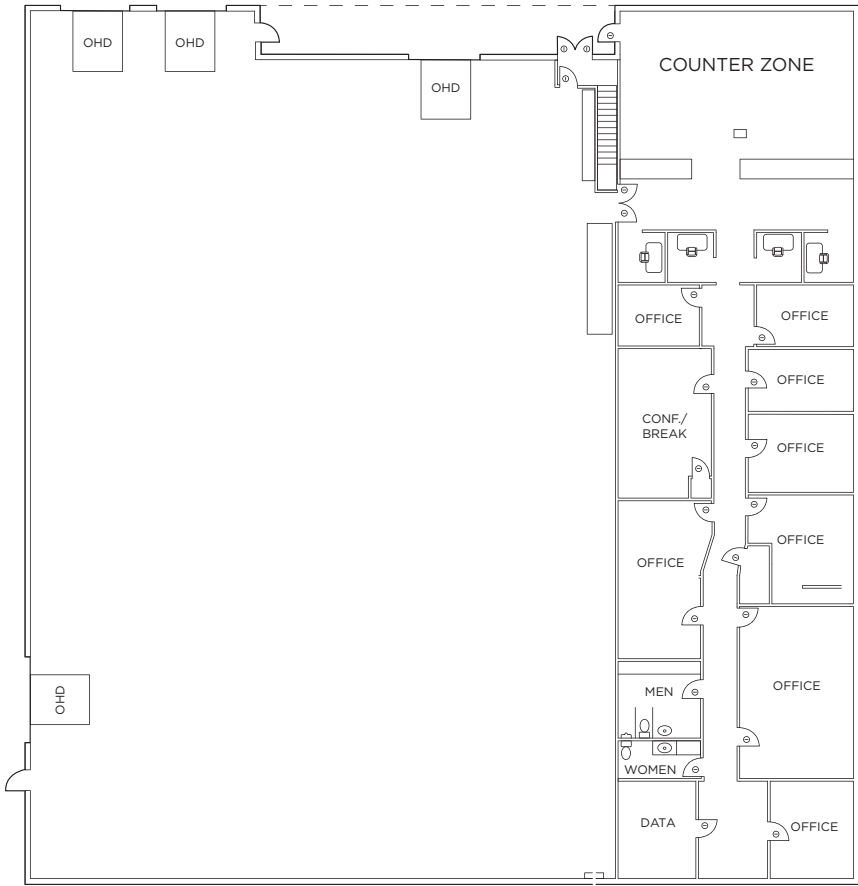 OHD
OHD
OHD
COUNTER ZONE
OFFICE
OFFICE
OFFICE
CONF./
BREAK
OFFICE
OFFICE
OFFICE
MEN
OFFICE
OHD
WOMEN
DATA
OFFICE